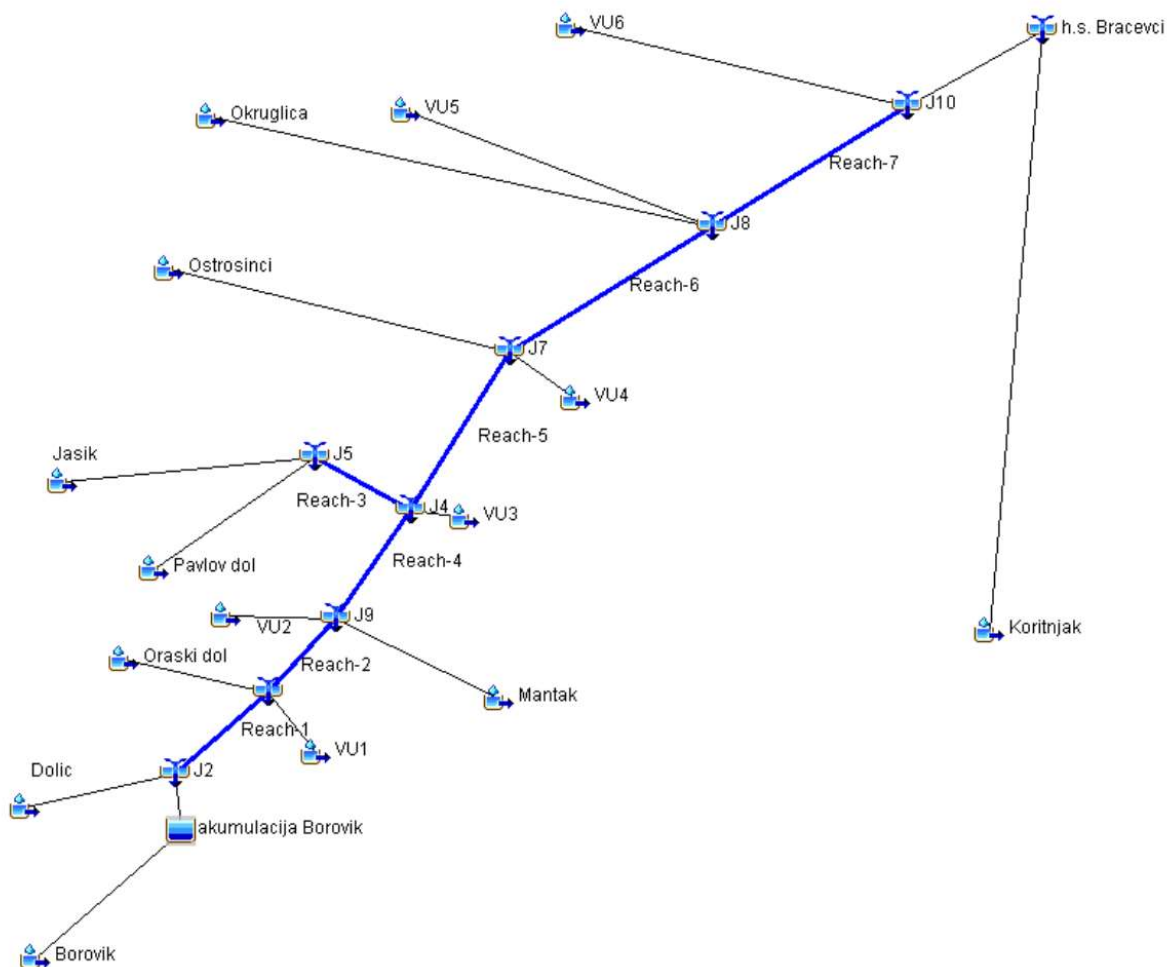 VU6
h.s. Bracevci
J10
VU5
Okruglica
Reach-7
J8
Ostrosinci
Reach-6
J7
VU4
Reach-5
Jasik
J5
Reach-3
J4
VU3
Reach-4
Pavlov dol
J9
VU2
Koritnjak
Oraski dol
Reach-2
Mantak
Reach-1
VU1
Dolic
J2
akumulacija Borovik
Borovik